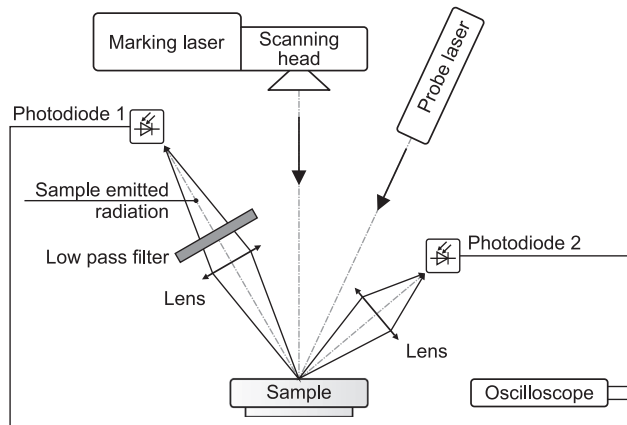 Marking laser
Scanning
head
Probe laser
Photodiode 1
Sample emitted
radiation
Low pass filter
Lens
Photodiode 2
Lens
Sample
Oscilloscope